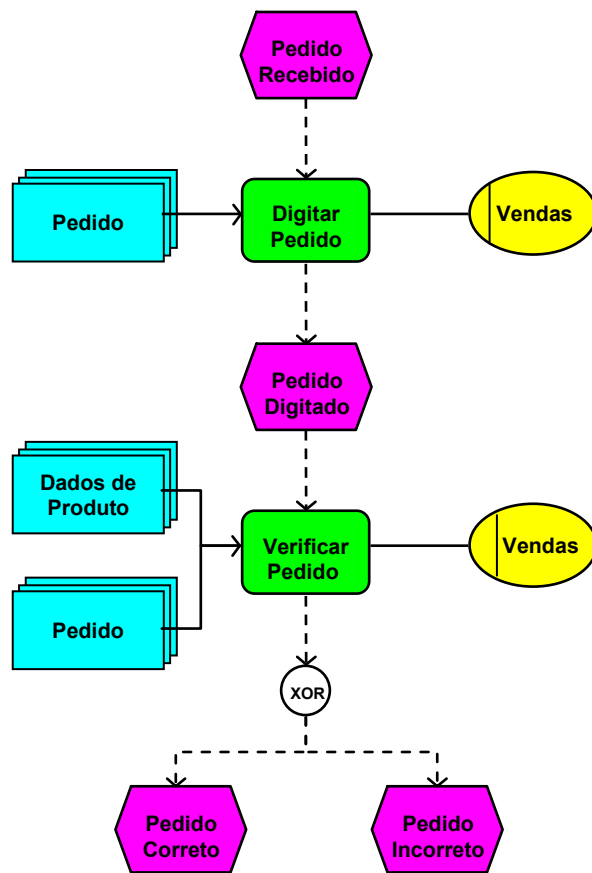 Pedido
Recebido
Pedido
Digitar
Pedido
Vendas
Pedido
Digitado
Dados de
Produto
Verificar
Pedido
Vendas
Pedido
XOR
Pedido
Correto
Pedido
Incorreto